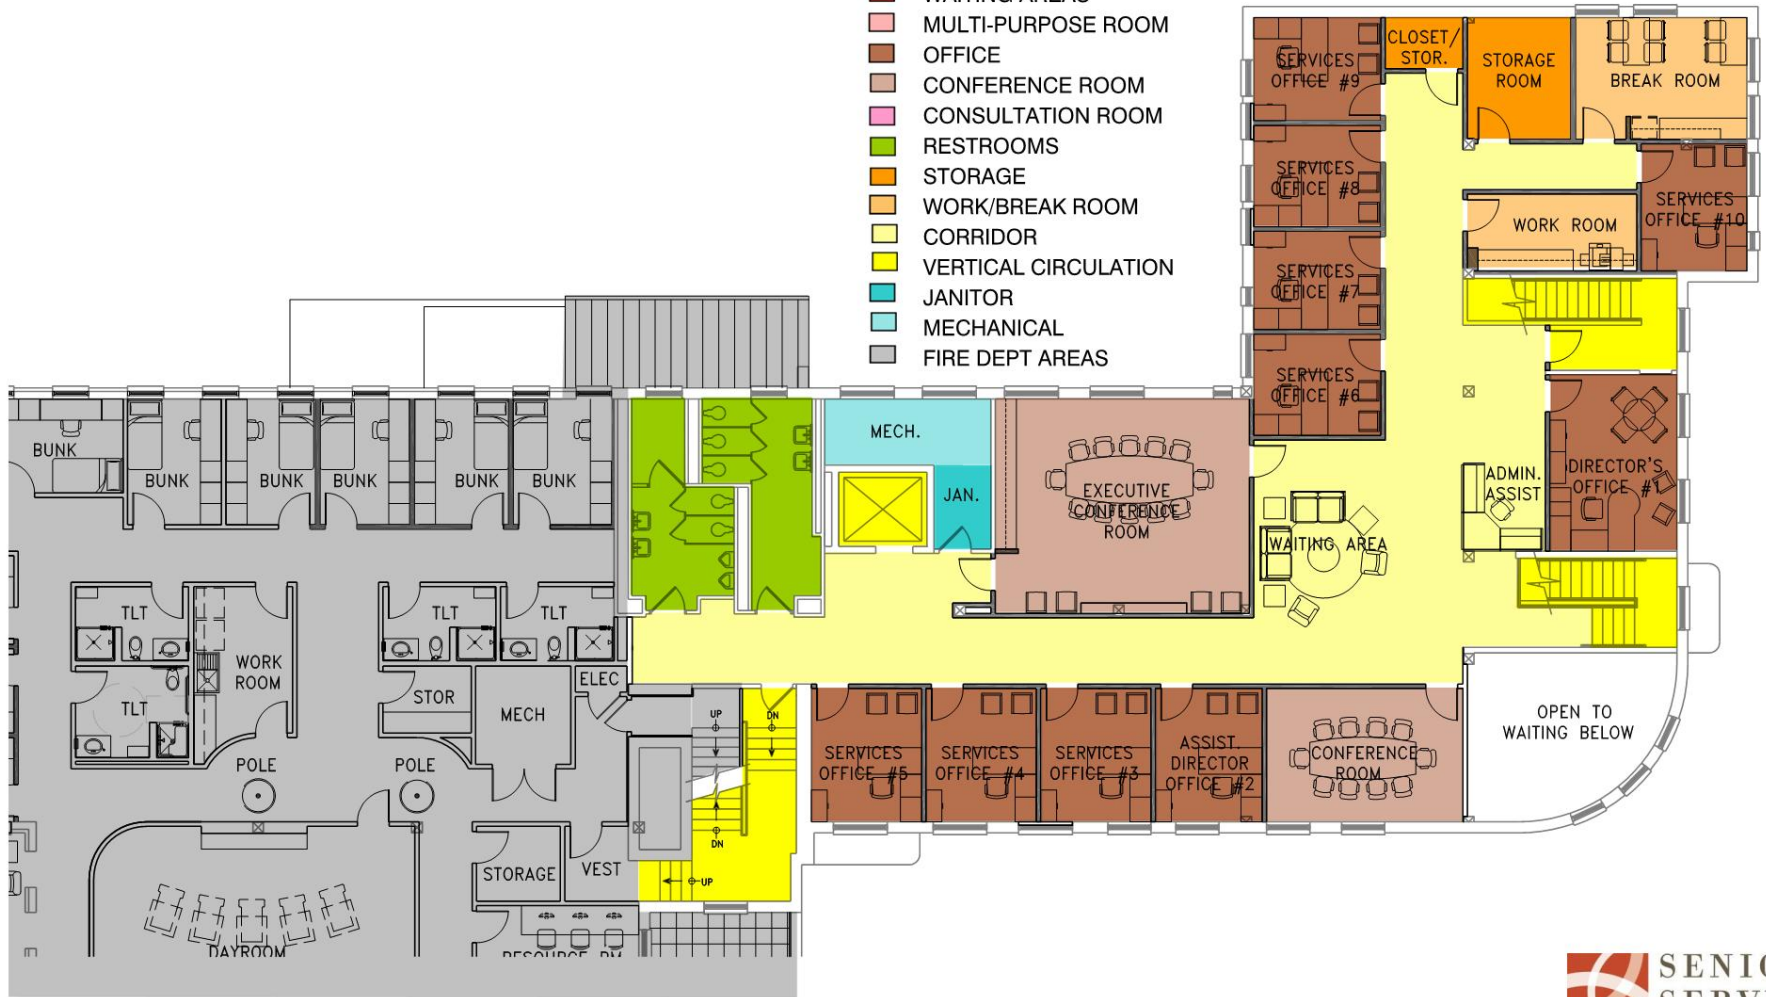 WAITING AREAS
MULTI-PURPOSE ROOM
OFFICE
CONFERENCE ROOM
CONSULTATION ROOM
RESTROOMS
STORAGE
WORK/BREAK ROOM
CORRIDOR
VERTICAL CIRCULATION
JANITOR
MECHANICAL
FIRE DEPT AREAS
SERVICES
OFFICE #9
CLOSET/
STOR.
STORAGE
ROOM
BREAK ROOM
SERVICES
OFFICE #8
SERVICES
OFFICE #10
WORK ROOM
SERVICES
OFFICE #7
SERVICES
OFFICE #6
BUNK
BUNK
BUNK
BUNK
BUNK
BUNK
MECH.
JAN.
EXECUTIVE
CONFERENCE
ROOM
WAITING AREA
ADMIN.
ASSIST
DIRECTOR'S
OFFICE #1
TLT
TLT
TLT
WORK
ROOM
TLT
STOR
MECH
ELEC
UP
DN
SERVICES
OFFICE #5
SERVICES
OFFICE #4
SERVICES
OFFICE #3
ASSIST.
DIRECTOR
OFFICE #2
CONFERENCE
ROOM
OPEN TO
WAITING BELOW
POLE
POLE
DN
UP
STORAGE
VEST
DAYROOM
RESOURCE RM